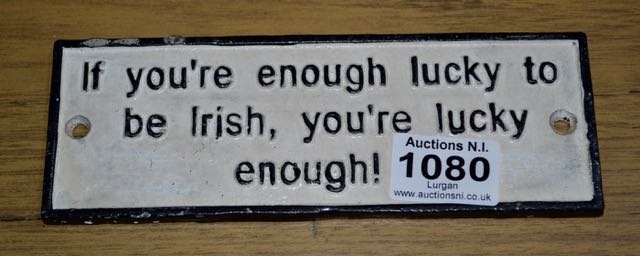 If you're enough lucky to
be Irish, you're lucky
enough!
Auctions N.I.
1080
Lurgan
www.auctionsni.co.uk